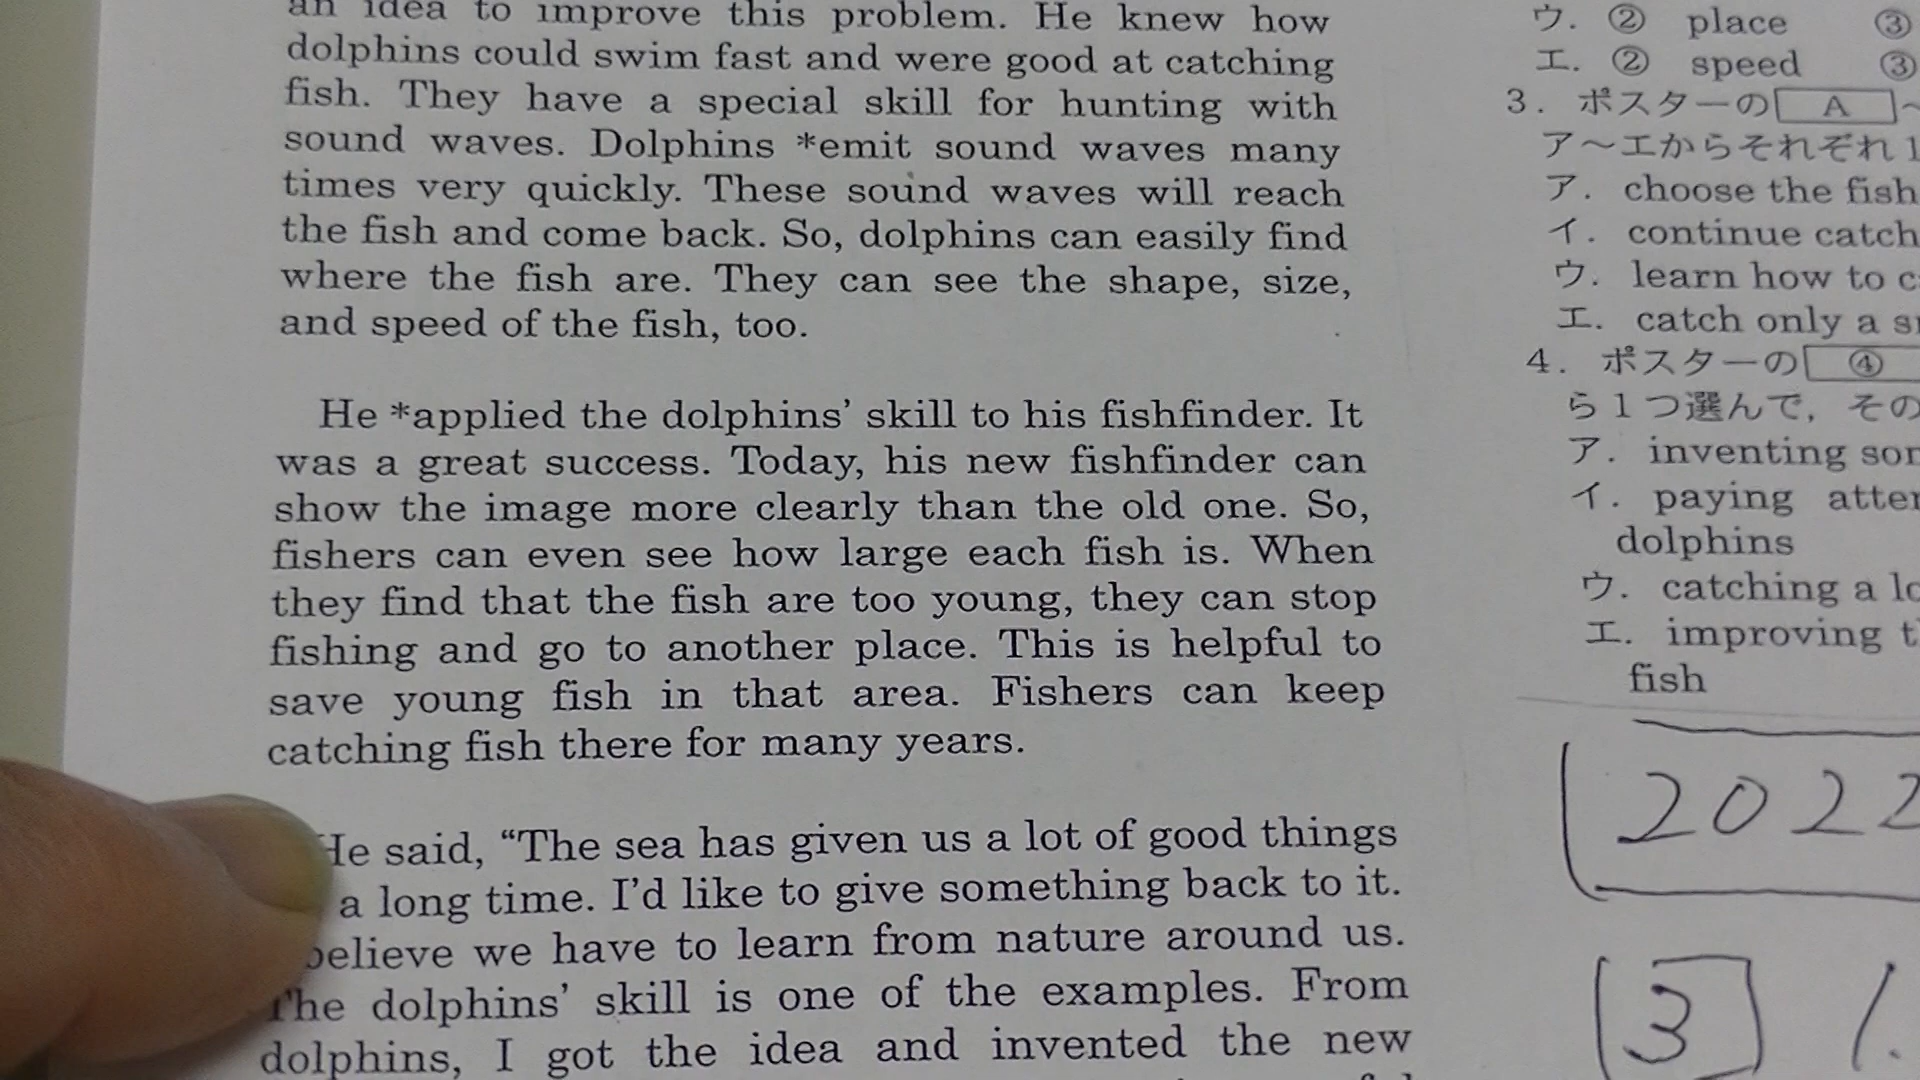 an idea to improve this problem. He knew how
dolphins could swim fast and were good at catching
fish. They have a special skill for hunting with
sound waves. Dolphins *emit sound waves many
times very quickly. These sound waves will reach
the fish and come back. So, dolphins can easily find
where the fish are. They can see the shape, size,
and speed of the fish, too.
He *applied the dolphins' skill to his fishfinder. It
was a great success. Today, his new fishfinder can
show the image more clearly than the old one. So,
fishers can even see how large each fish is. When
they find that the fish are too young, they can stop
fishing and go to another place. This is helpful to
save young fish in that area. Fishers can keep
catching fish there for many years.
He said, “The sea has given us a lot of good things
a long time. I'd like to give something back to it.
believe we have to learn from nature around us.
The dolphins' skill is one of the examples. From
dolphins, I got the idea and invented the new
ウ. ② place ③
エ. ② speed ③
3. ポスターの A ～
ア～エからそれぞれ1
ア. choose the fish
イ. continue catch
ウ. learn how to c
エ. catch only a
4. ポスターの ④
ら1つ選んで，その
ア. inventing
イ. paying atten
dolphins
ウ. catching a
エ. improving
fish
2022
3 1.